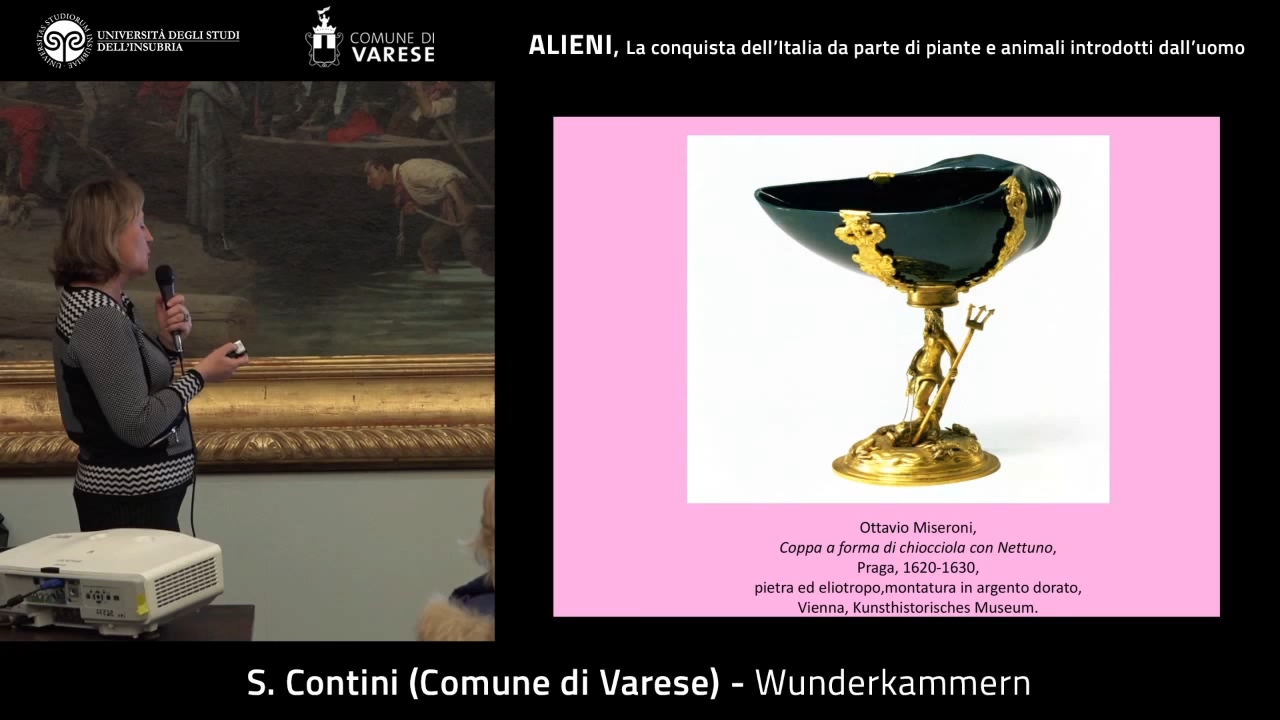 UNIVERSITÀ DEGLI STUDI
DELL'INSUBRIA
COMUNE DI
VARESE
ALIENI, La conquista dell'Italia da parte di piante e animali introdotti dall'uomo
Ottavio Miseroni,
Coppa a forma di chiocciola con Nettuno,
Praga, 1620-1630,
pietra ed eliotropo,montatura in argento dorato,
Vienna, Kunsthistorisches Museum.
S. Contini (Comune di Varese) - Wunderkammern